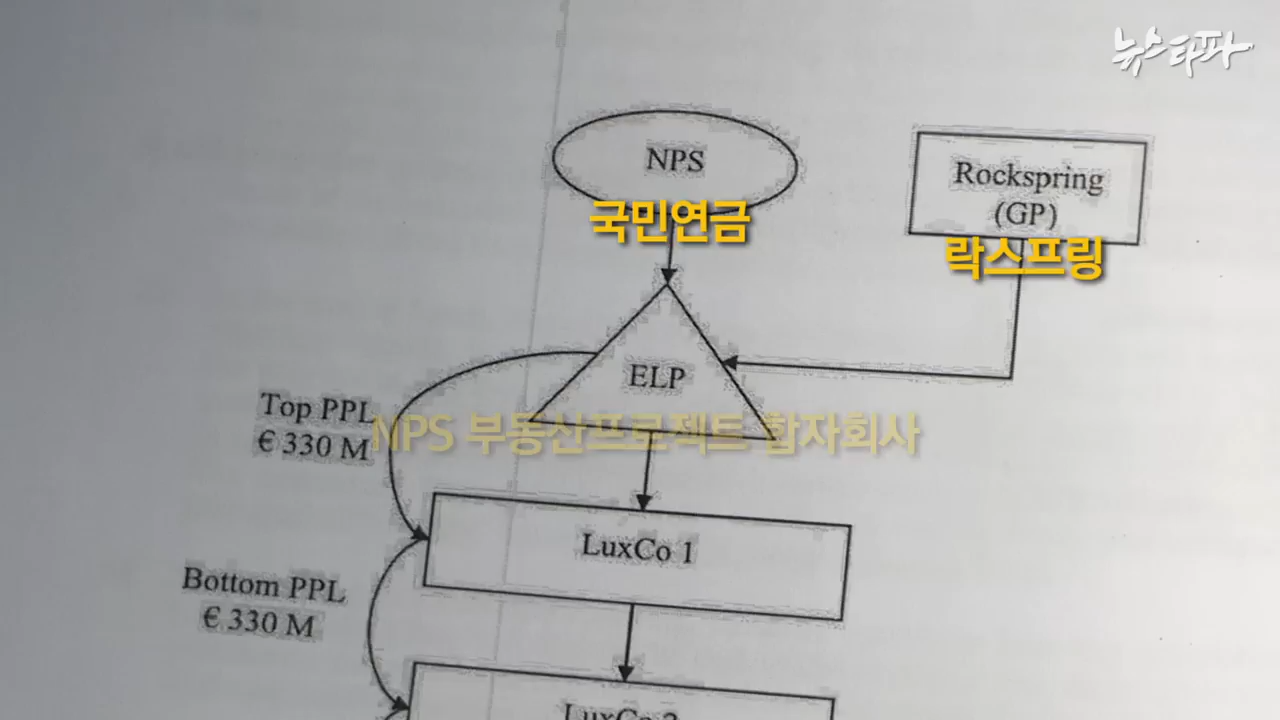 뉴스타파
NPS
국민연금
Rockspring
(GP)
락스프링
ELP
Top PPL
€ 330 M
NPS 부동산프로젝트 합자회사
LuxCo 1
Bottom PPL
€ 330 M
LuxCo 2